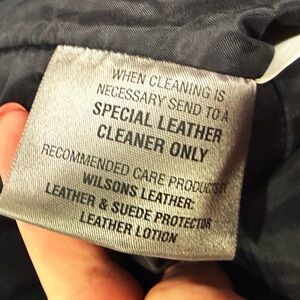 WHEN CLEANING IS
NECESSARY SEND TO A
SPECIAL LEATHER
CLEANER ONLY
RECOMMENDED CARE PRODUCTS
WILSONS LEATHER:
LEATHER & SUEDE PROTECTOR
LEATHER LOTION